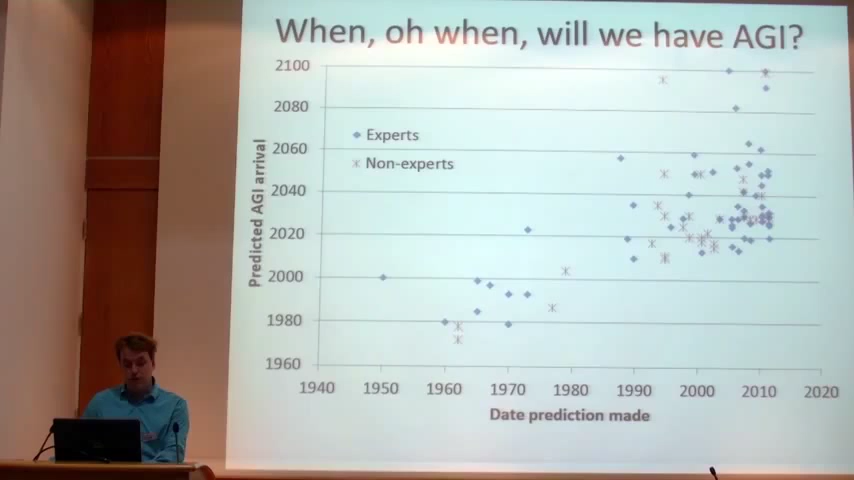 When, oh when, will we have AGI?
2100
2080
2060
2040
2020
2000
1980
1960
Predicted AGI arrival
Experts
Non-experts
1940 1950 1960 1970 1980 1990 2000 2010 2020
Date prediction made